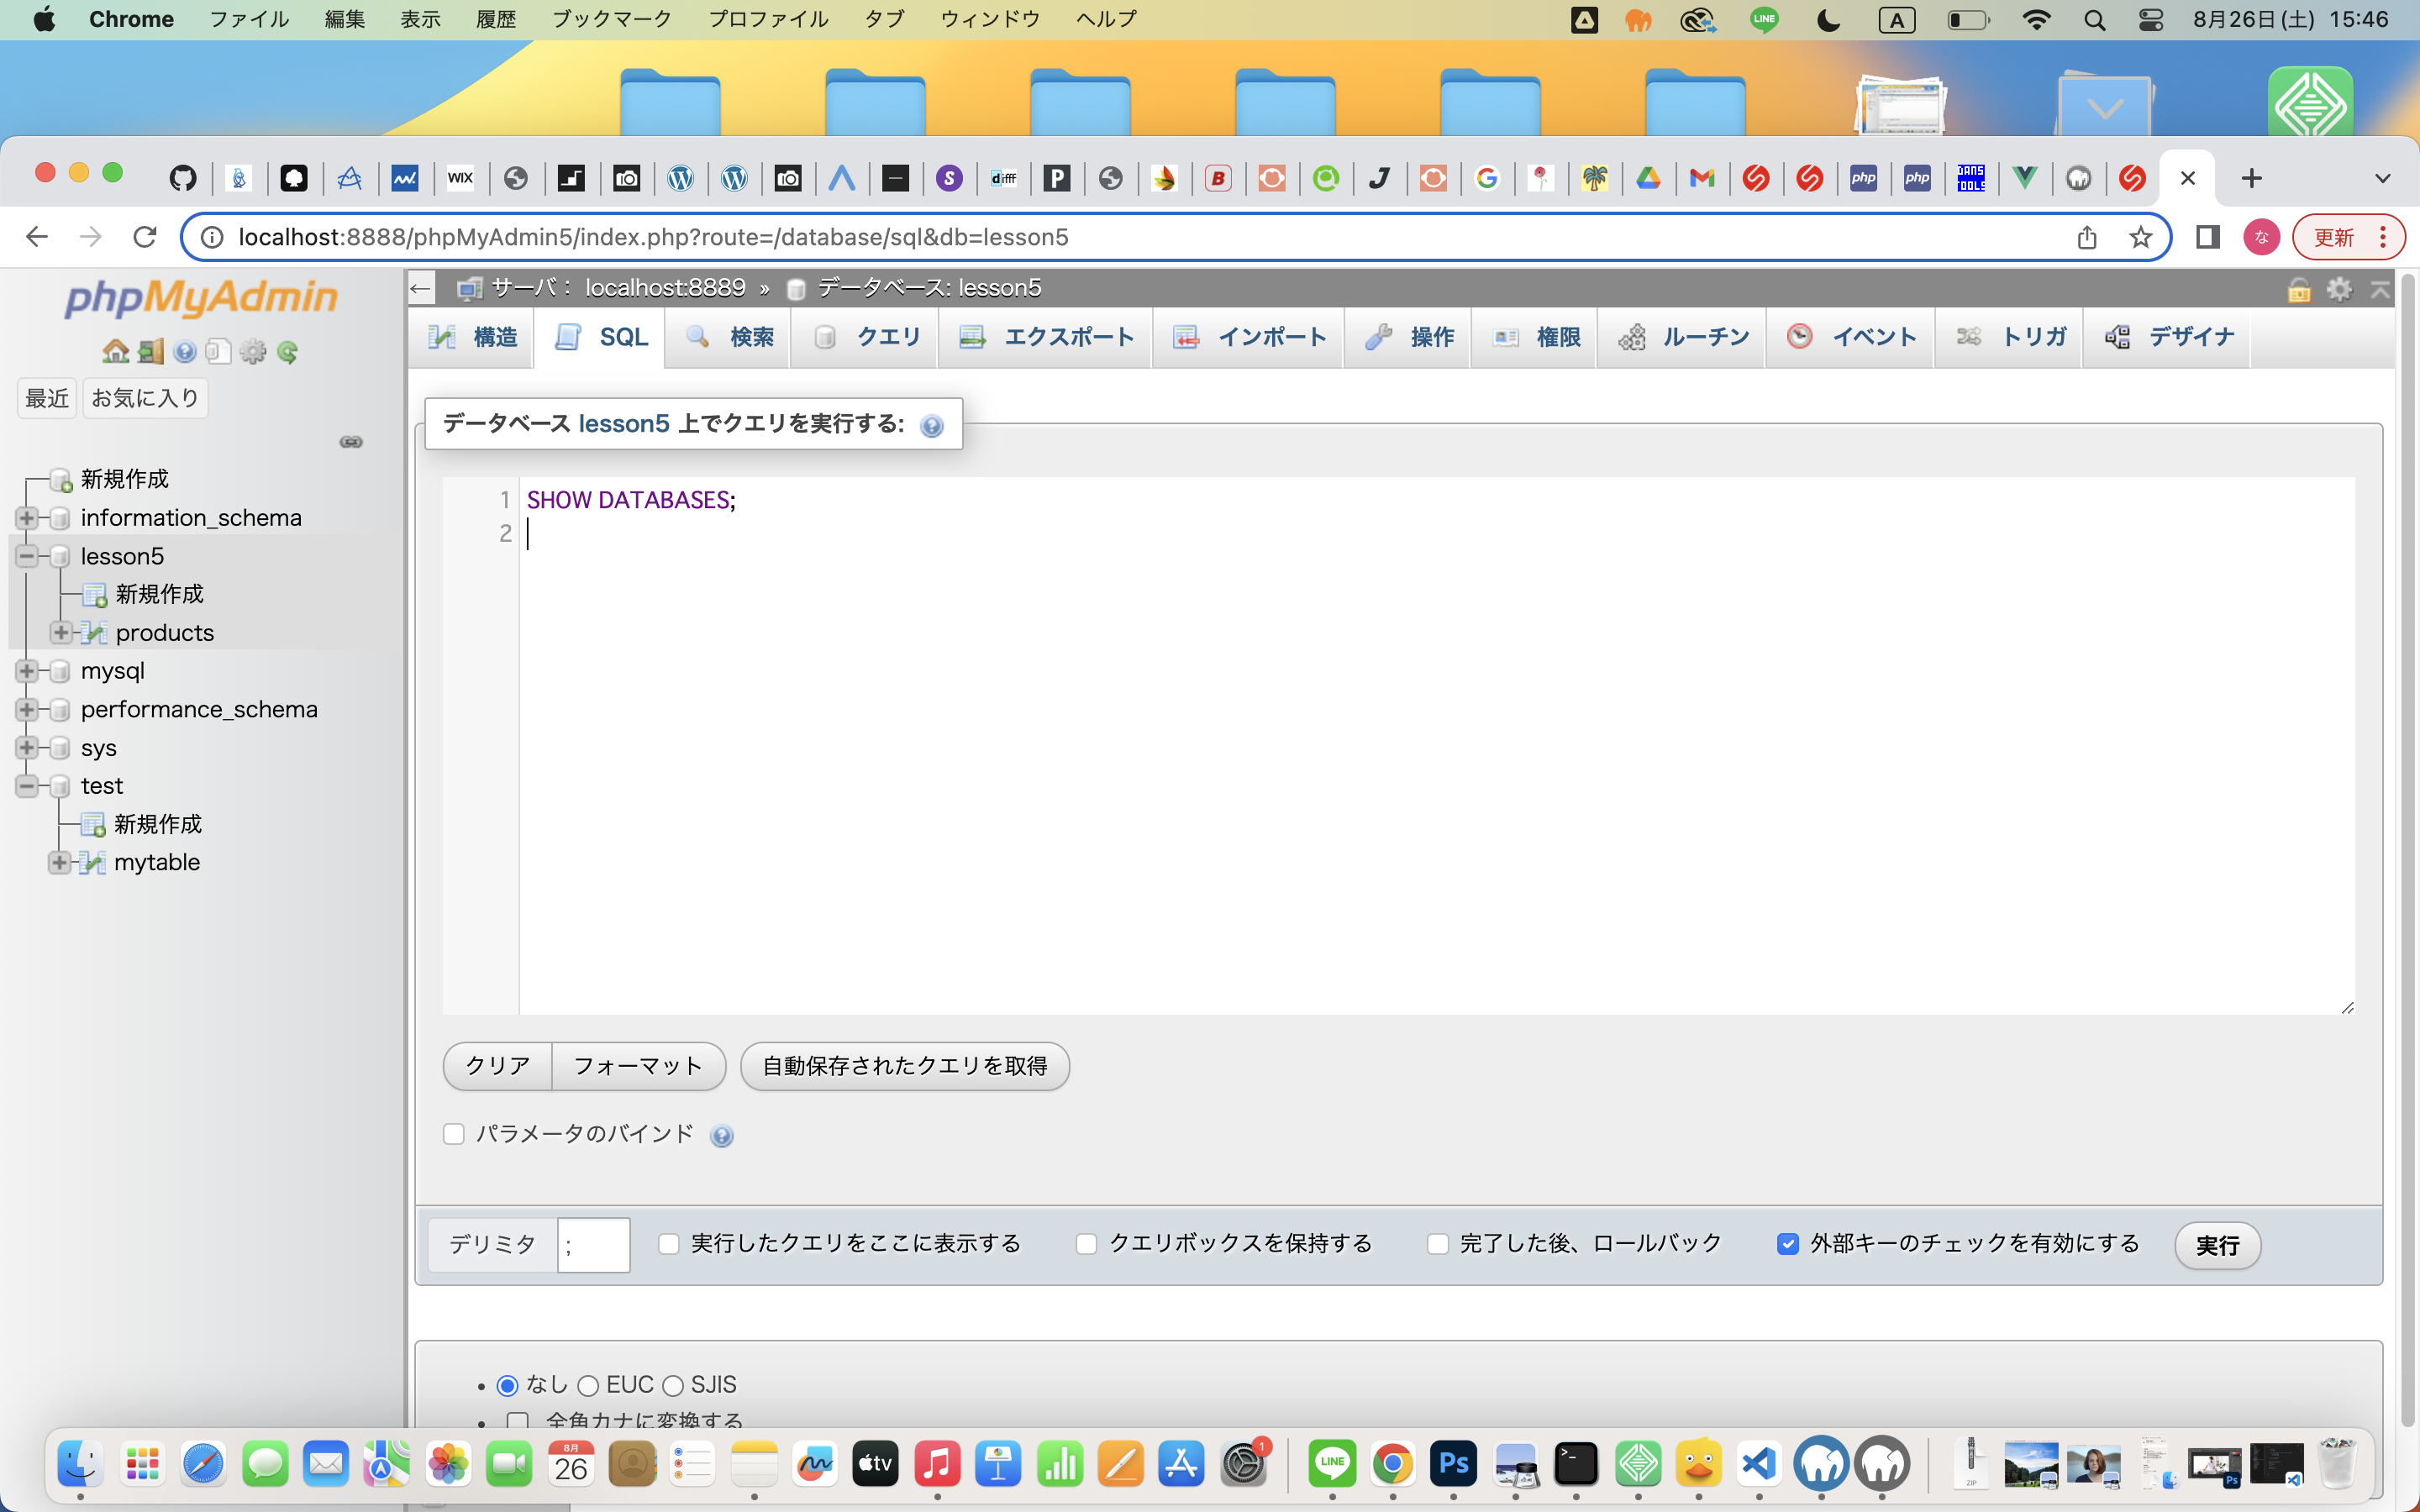 Chrome ファイル 編集 表示 履歴 ブックマーク プロファイル タブ ウィンドウ ヘルプ LINE A 8月26日(土) 15:46
WIX S diff P B J G php php
localhost:8888/phpMyAdmin5/index.php?route=/database/sql&db=lesson5 な 更新
phpMyAdmin
最近 お気に入り
新規作成
information_schema
lesson5
新規作成
products
mysql
performance_schema
sys
test
新規作成
mytable
サーバ: localhost:8889 » データベース: lesson5
構造 SQL 検索 クエリ エクスポート インポート 操作 権限 ルーチン イベント トリガ デザイナ
データベース lesson5 上でクエリを実行する:
1 SHOW DATABASES;
2
クリア フォーマット 自動保存されたクエリを取得
パラメータのバインド
デリミタ ; 実行したクエリをここに表示する クエリボックスを保持する 完了した後、ロールバック 外部キーのチェックを有効にする 実行
なし EUC SJIS
全角カナに変換する
8月 26 tv 1 LINE Ps ZIP Ps